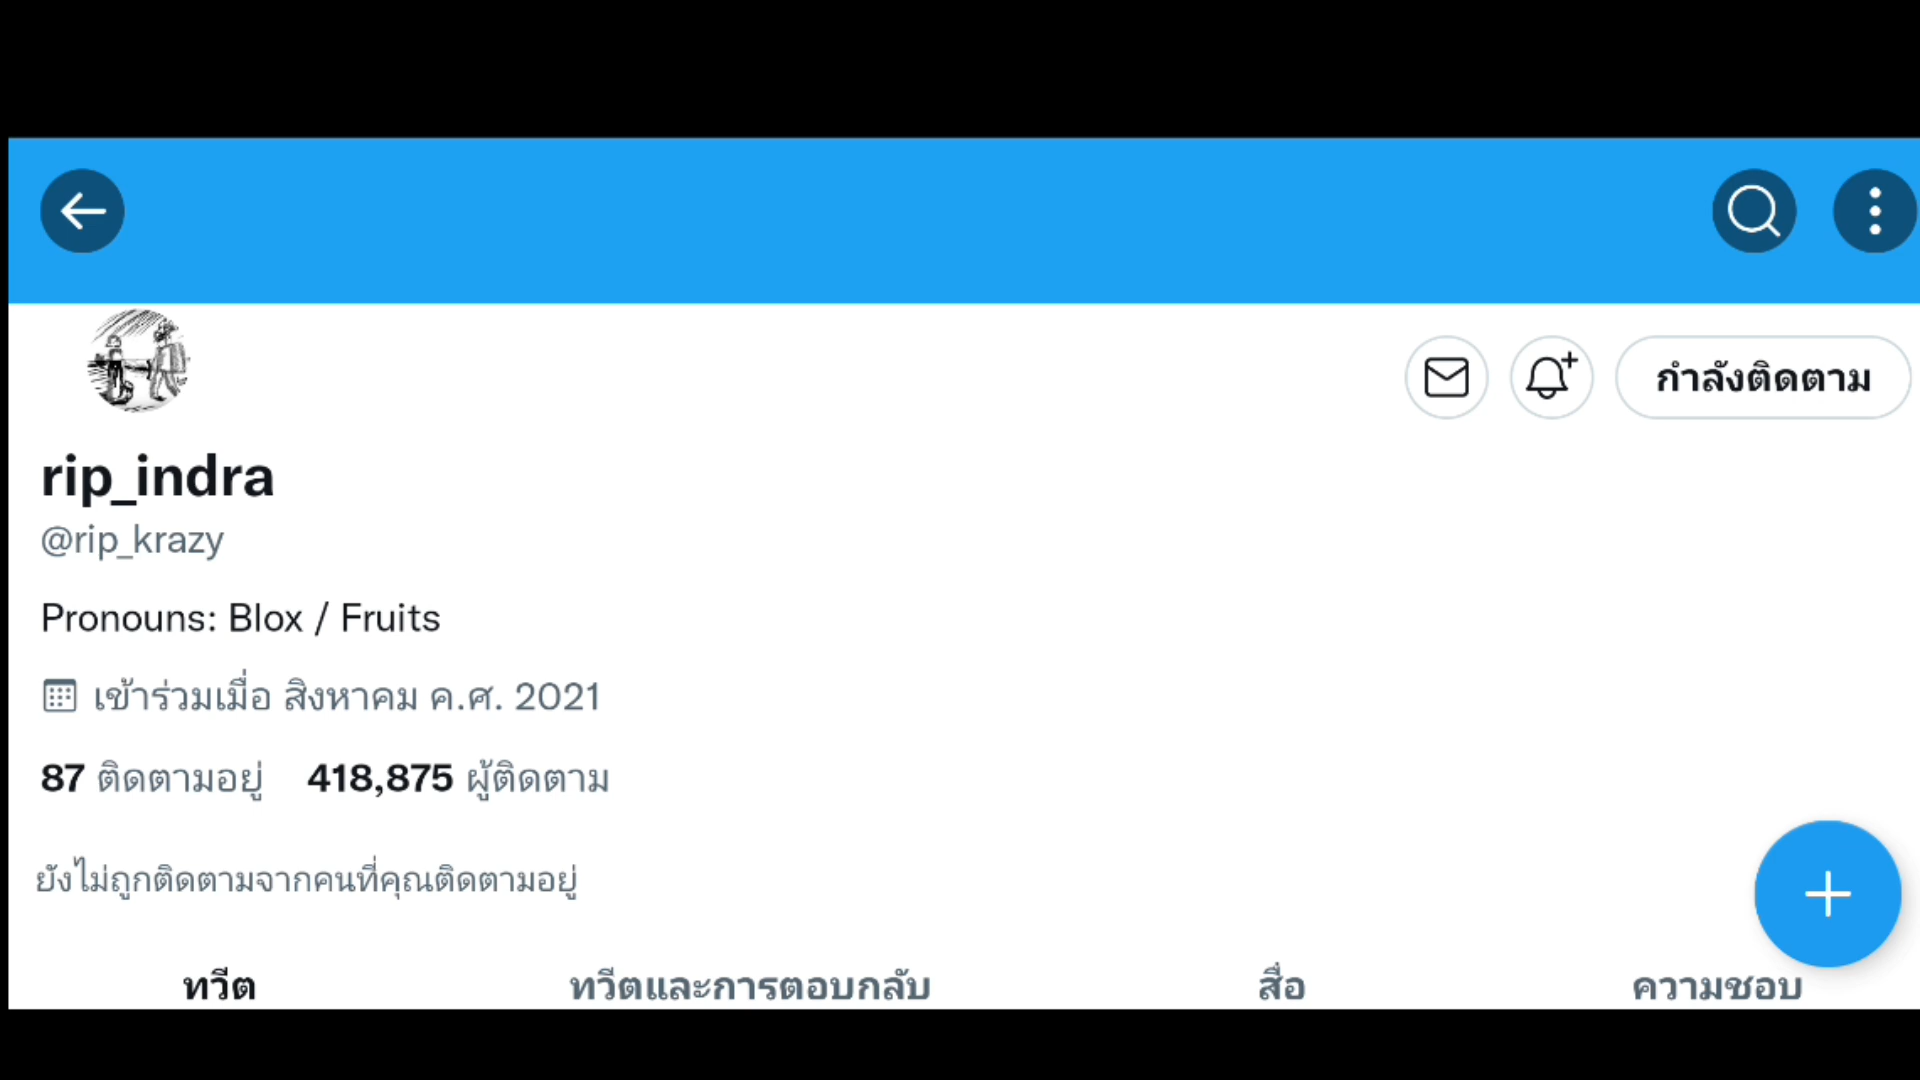 กำลังติดตาม
rip_indra
@rip_krazy
Pronouns: Blox / Fruits
เข้าร่วมเมื่อ สิงหาคม ค.ศ. 2021
87 ติดตามอยู่ 418,875 ผู้ติดตาม
ยังไม่ถูกติดตามจากคนที่คุณติดตามอยู่
ทวีต ทวีตและการตอบกลับ สื่อ ความชอบ